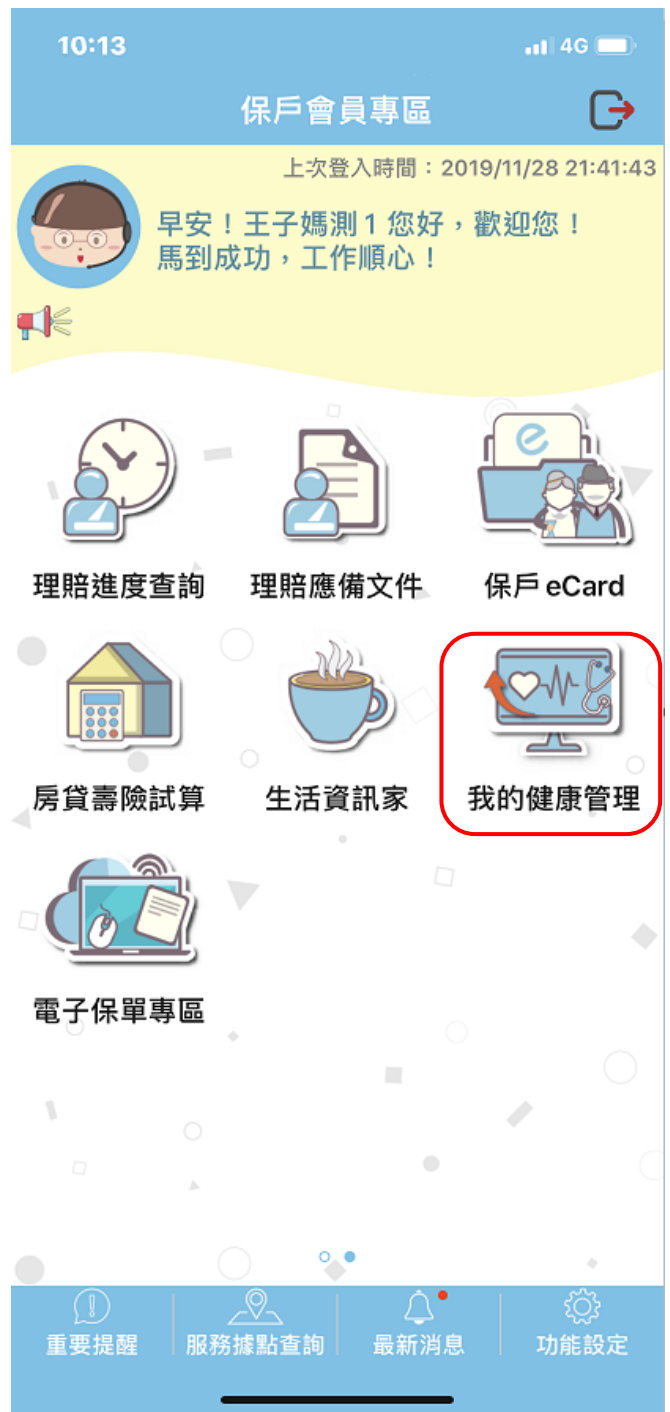 10:13
4G
保戶會員專區
上次登入時間：2019/11/28 21:41:43
早安！王子媽測1您好，歡迎您！
馬到成功，工作順心！
理賠進度查詢
理賠應備文件
保戶eCard
房貸壽險試算
生活資訊家
我的健康管理
電子保單專區
重要提醒
服務據點查詢
最新消息
功能設定